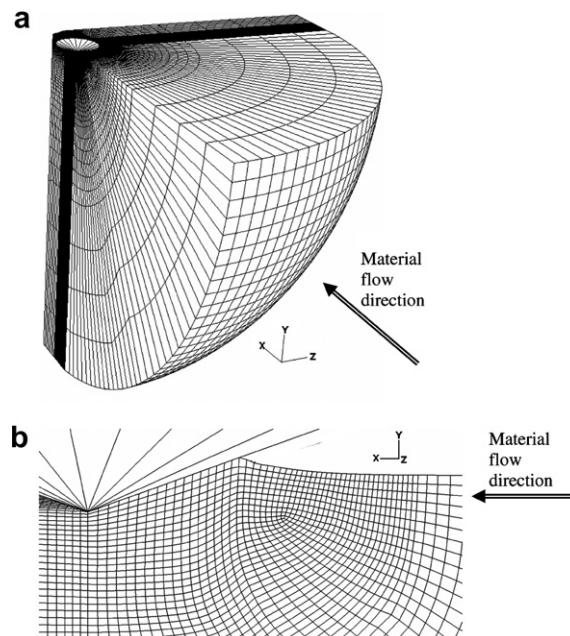 a
Material
flow
direction
Y
X
Z
b
Y
X
Z
Material
flow
direction